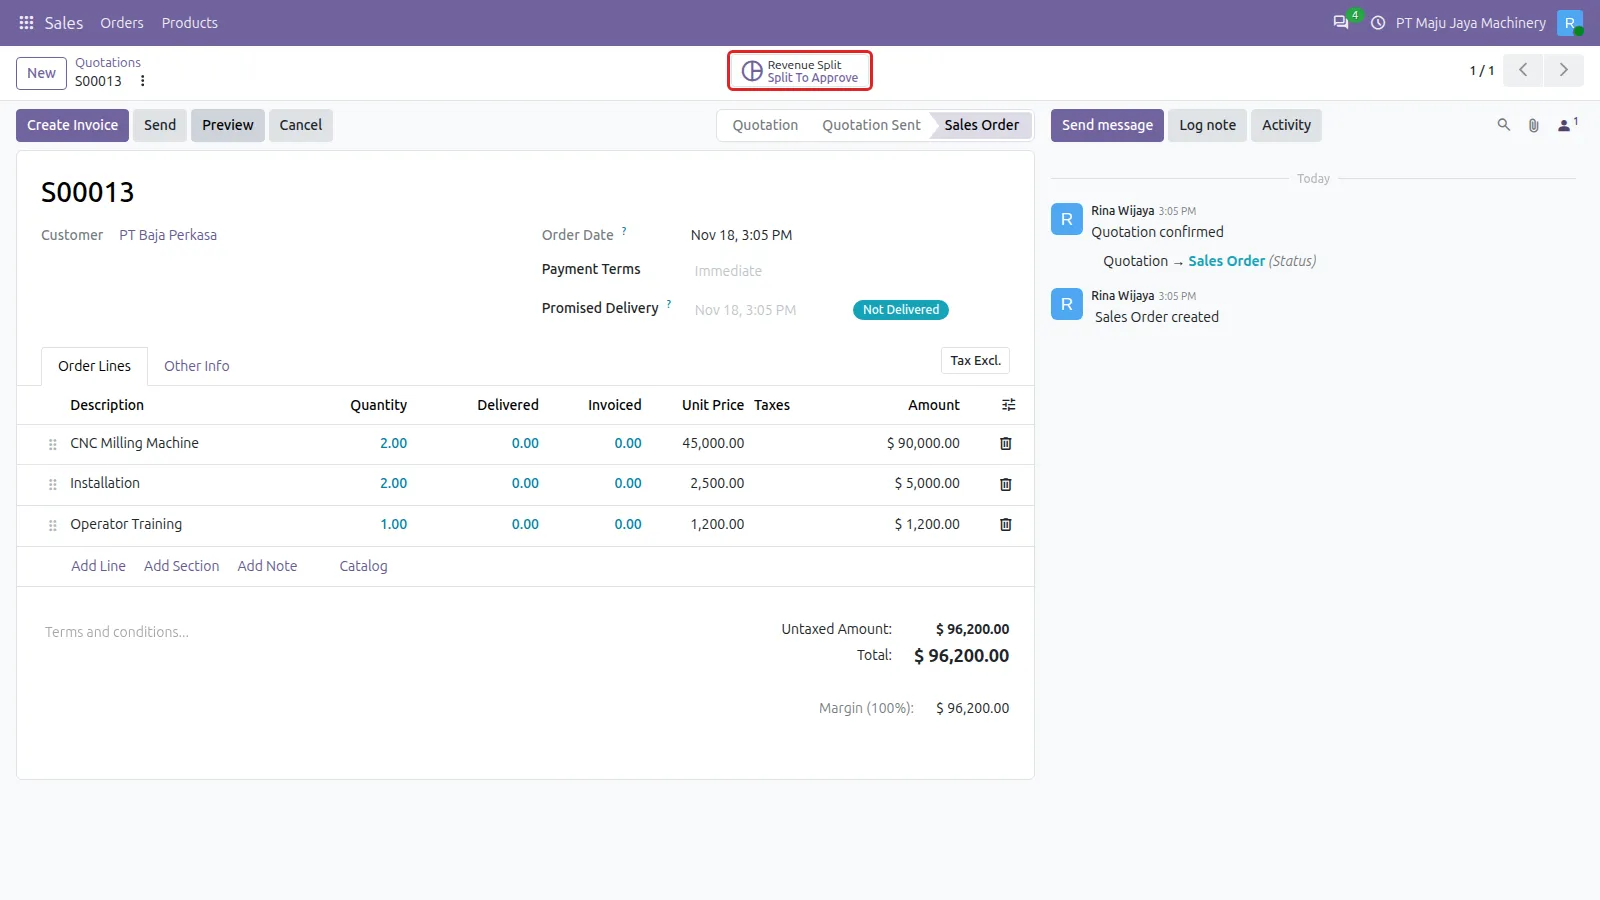 Sales Orders Products
4 PT Maju Jaya Machinery R
New Quotations
S00013
Revenue Split
Split To Approve
1 / 1
Create Invoice Send Preview Cancel
Quotation Quotation Sent Sales Order
Send message Log note Activity 1
S00013
Customer PT Baja Perkasa
Order Date ? Nov 18, 3:05 PM
Payment Terms Immediate
Promised Delivery ? Nov 18, 3:05 PM Not Delivered
Order Lines Other Info Tax Excl.
Description Quantity Delivered Invoiced Unit Price Taxes Amount
CNC Milling Machine 2.00 0.00 0.00 45,000.00 $ 90,000.00
Installation 2.00 0.00 0.00 2,500.00 $ 5,000.00
Operator Training 1.00 0.00 0.00 1,200.00 $ 1,200.00
Add Line Add Section Add Note Catalog
Terms and conditions...
Untaxed Amount: $ 96,200.00
Total: $ 96,200.00
Margin (100%): $ 96,200.00
Today
R Rina Wijaya 3:05 PM
Quotation confirmed
Quotation → Sales Order (Status)
R Rina Wijaya 3:05 PM
Sales Order created